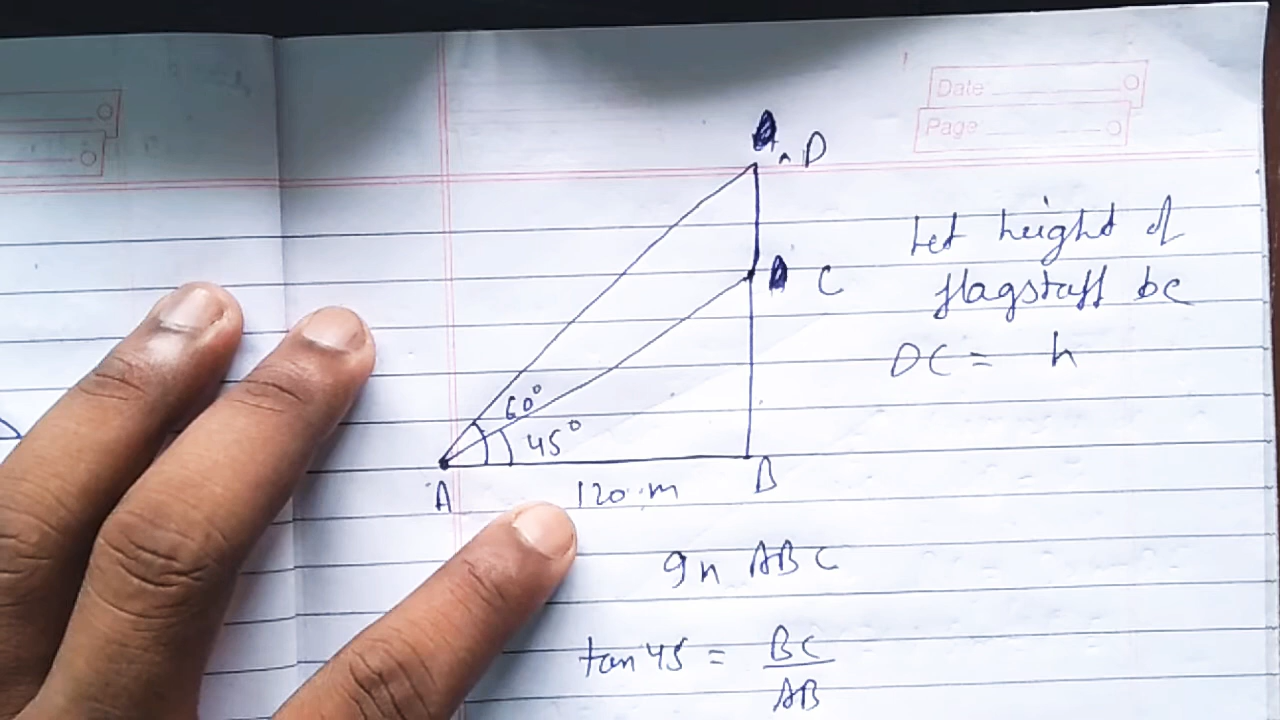 Date
Page
D
C
Let height of
flagstaff be
DC = h
60°
45°
A
120 m
B
In ABC
tan 45 = BC
AB